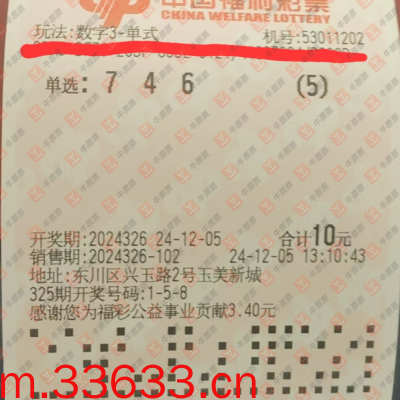 中国福利彩票
CHINA WELFARE LOTTERY
玩法:数字3-单式 机号:53011202
单选: 7 4 6 (5)
开奖期:2024326 24-12-05 合计10元
销售期:2024326-102 24-12-05 13:10:43
地址:东川区兴玉路2号玉美新城
325期开奖号码:1-5-8
感谢您为福彩公益事业贡献3.40元
m.33633.cn